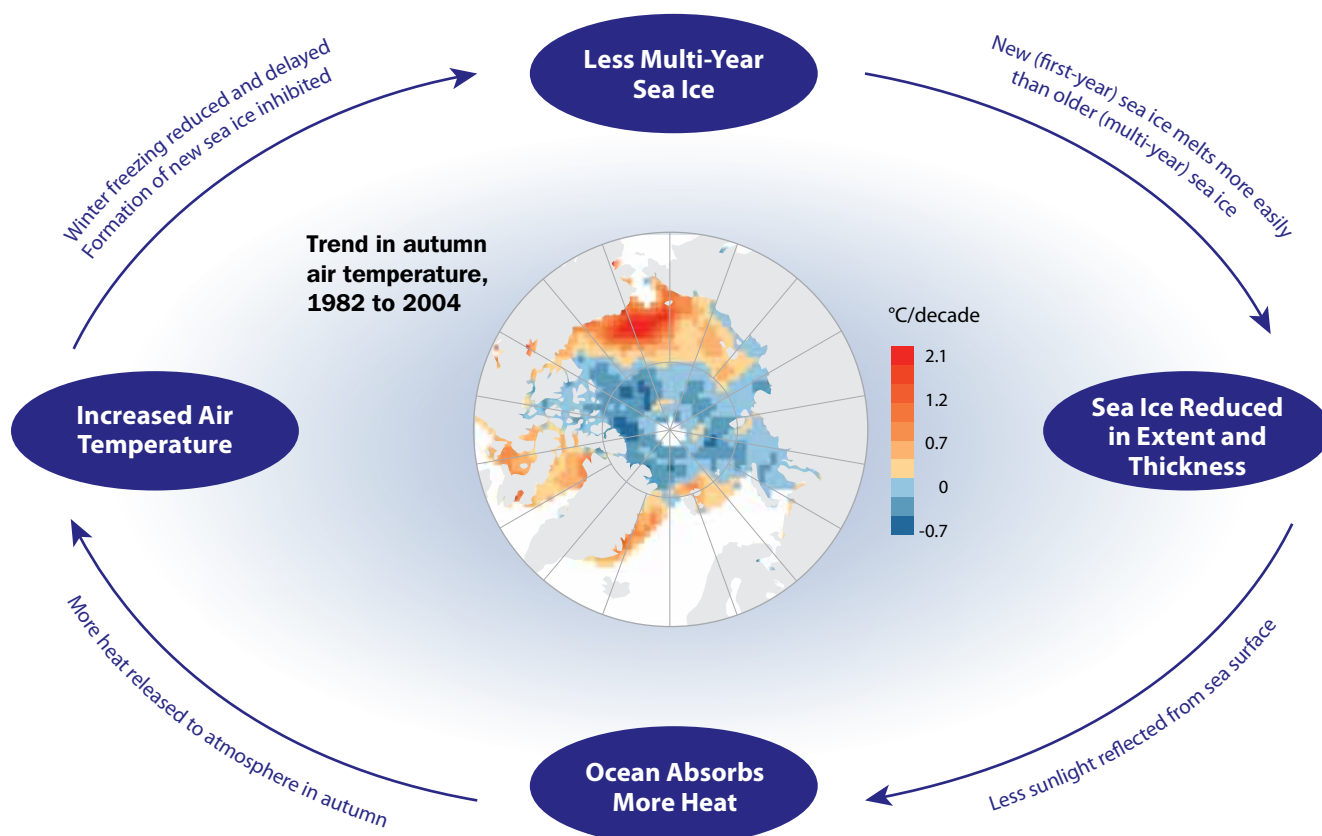 Less Multi-Year
Sea Ice
New (first-year) sea ice melts more easily
than older (multi-year) sea ice
Sea Ice Reduced
in Extent and
Thickness
Less sunlight reflected from sea surface
Ocean Absorbs
More Heat
More heat released to atmosphere in autumn
Increased Air
Temperature
Winter freezing reduced and delayed
Formation of new sea ice inhibited
Trend in autumn
air temperature,
1982 to 2004
°C/decade
2.1
1.2
0.7
0
-0.7